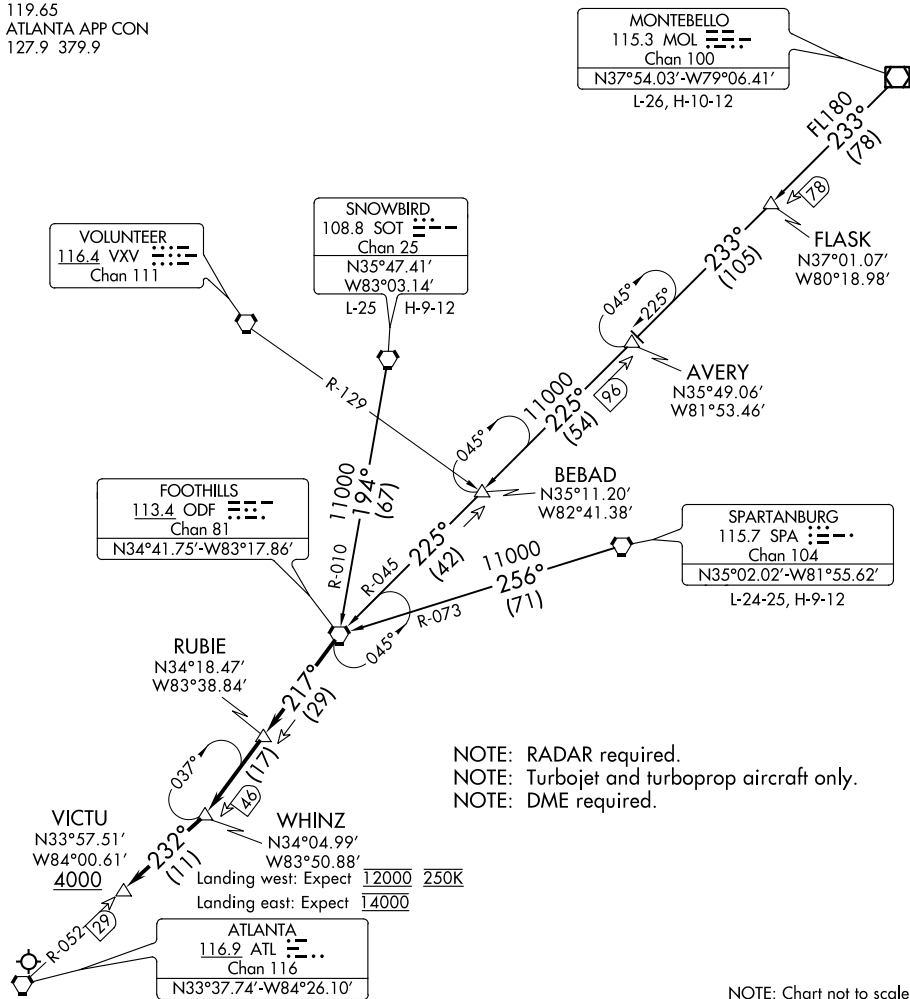 119.65
ATLANTA APP CON
127.9 379.9
MONTEBELLO
115.3 MOL
Chan 100
N37°54.03'-W79°06.41'
L-26, H-10-12
FL180
233°
(78)
78
FLASK
N37°01.07'
W80°18.98'
233°
(105)
SNOWBIRD
108.8 SOT
Chan 25
N35°47.41'
W83°03.14'
L-25 H-9-12
VOLUNTEER
116.4 VXV
Chan 111
045°
225°
AVERY
N35°49.06'
W81°53.46'
96
11000
225°
(54)
R-129
045°
BEBAD
N35°11.20'
W82°41.38'
11000
194°
(67)
R-010
FOOTHILLS
113.4 ODF
Chan 81
N34°41.75'-W83°17.86'
R-045
225°
(42)
SPARTANBURG
115.7 SPA
Chan 104
N35°02.02'-W81°55.62'
L-24-25, H-9-12
11000
256°
(71)
R-073
045°
RUBIE
N34°18.47'
W83°38.84'
217°
(29)
(17)
037°
46
NOTE: RADAR required.
NOTE: Turbojet and turboprop aircraft only.
NOTE: DME required.
VICTU
N33°57.51'
W84°00.61'
4000
WHINZ
N34°04.99'
W83°50.88'
232°
(11)
Landing west: Expect 12000 250K
Landing east: Expect 14000
R-052
29
ATLANTA
116.9 ATL
Chan 116
N33°37.74'-W84°26.10'
NOTE: Chart not to scale